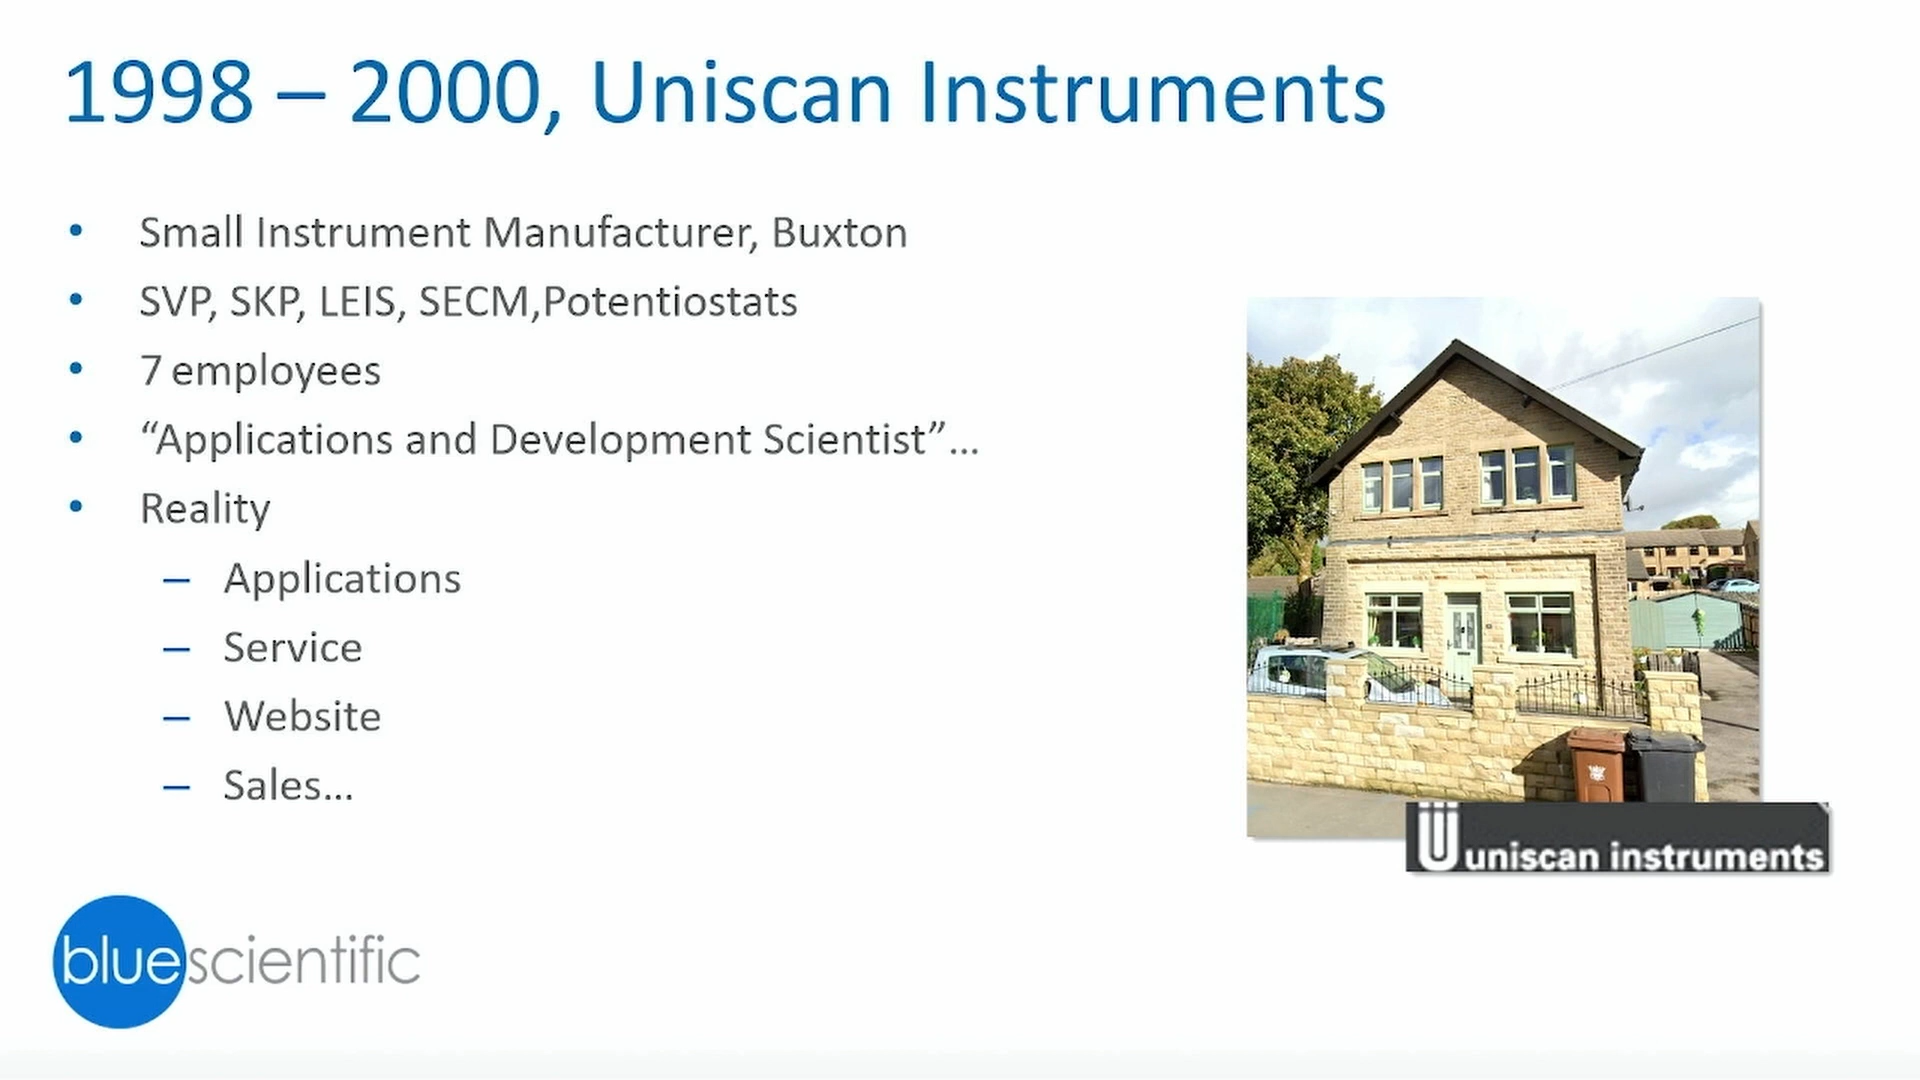 1998 – 2000, Uniscan Instruments
• Small Instrument Manufacturer, Buxton
• SVP, SKP, LEIS, SECM,Potentiostats
• 7 employees
• “Applications and Development Scientist”...
• Reality
– Applications
– Service
– Website
– Sales...
U uniscan instruments
bluescientific